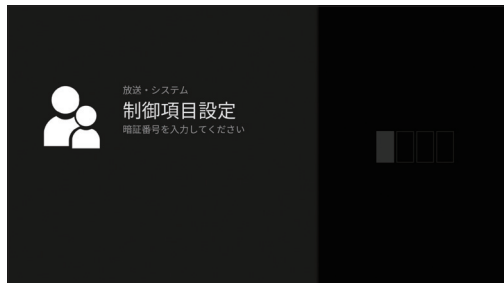 放送・システム
制御項目設定
暗証番号を入力してください